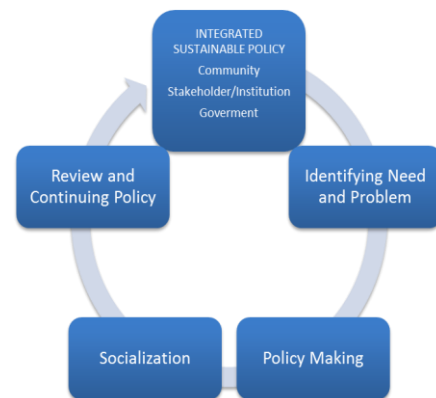 INTEGRATED
SUSTAINABLE POLICY
Community
Stakeholder/Institution
Goverment
Identifying Need
and Problem
Policy Making
Socialization
Review and
Continuing Policy